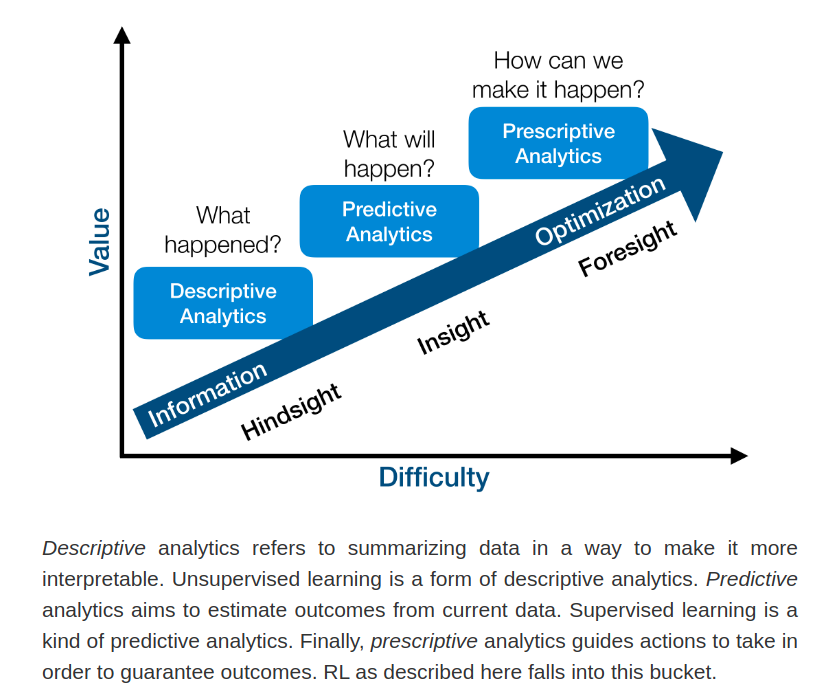 How can we
make it happen?
Prescriptive
Analytics
What will
happen?
Predictive
Analytics
What
happened?
Descriptive
Analytics
Value
Optimization
Foresight
Insight
Information
Hindsight
Difficulty
Descriptive analytics refers to summarizing data in a way to make it more
interpretable. Unsupervised learning is a form of descriptive analytics. Predictive
analytics aims to estimate outcomes from current data. Supervised learning is a
kind of predictive analytics. Finally, prescriptive analytics guides actions to take in
order to guarantee outcomes. RL as described here falls into this bucket.